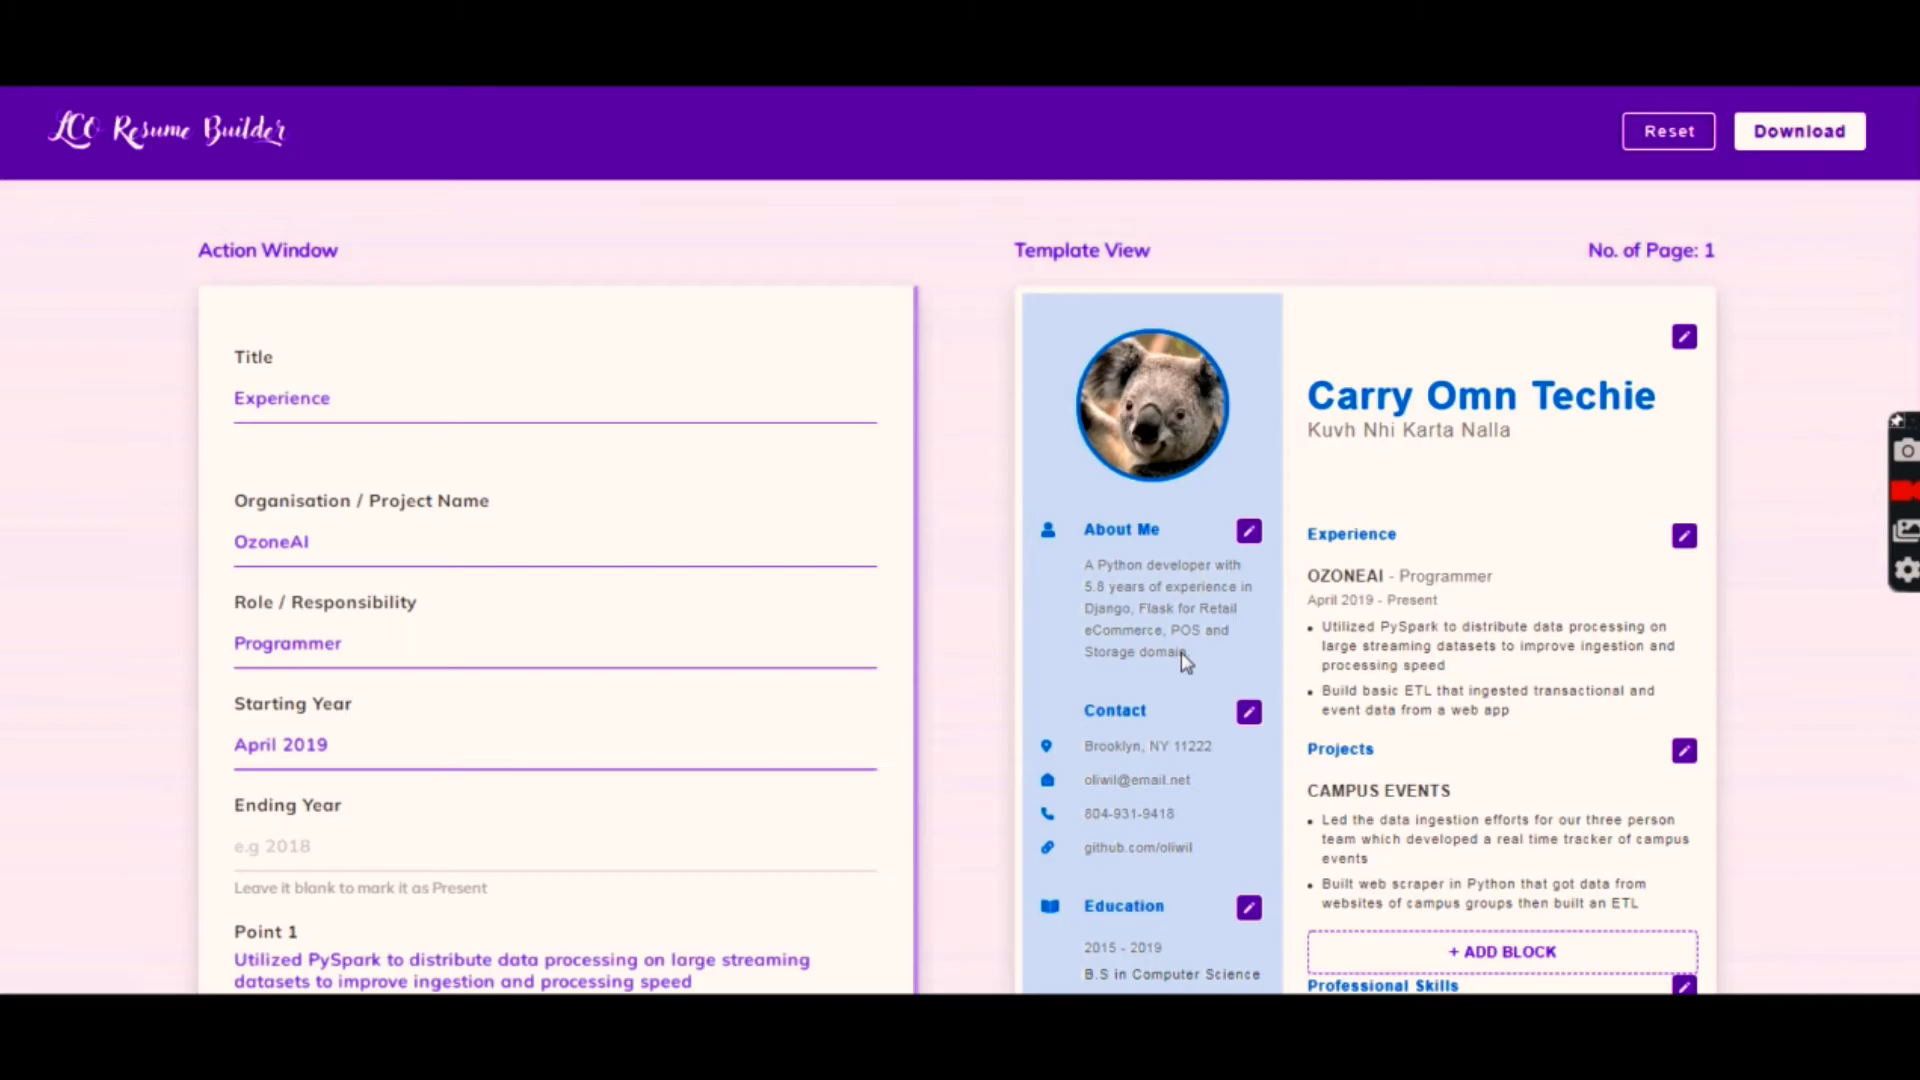 LCO Resume Builder
Reset
Download
Action Window
Title
Experience
Organisation / Project Name
OzoneAI
Role / Responsibility
Programmer
Starting Year
April 2019
Ending Year
e.g 2018
Leave it blank to mark it as Present
Point 1
Utilized PySpark to distribute data processing on large streaming
datasets to improve ingestion and processing speed
Template View
No. of Page: 1
About Me
A Python developer with
5.8 years of experience in
Django, Flask for Retail
eCommerce, POS and
Storage domain
Contact
Brooklyn, NY 11222
oliwil@email.net
804-931-9418
github.com/oliwil
Education
2015 - 2019
B.S in Computer Science
Carry Omn Techie
Kuvh Nhi Karta Nalla
Experience
OZONEAI - Programmer
April 2019 - Present
• Utilized PySpark to distribute data processing on
large streaming datasets to improve ingestion and
processing speed
• Build basic ETL that ingested transactional and
event data from a web app
Projects
CAMPUS EVENTS
• Led the data ingestion efforts for our three person
team which developed a real time tracker of campus
events
• Built web scraper in Python that got data from
websites of campus groups then built an ETL
+ ADD BLOCK
Professional Skills